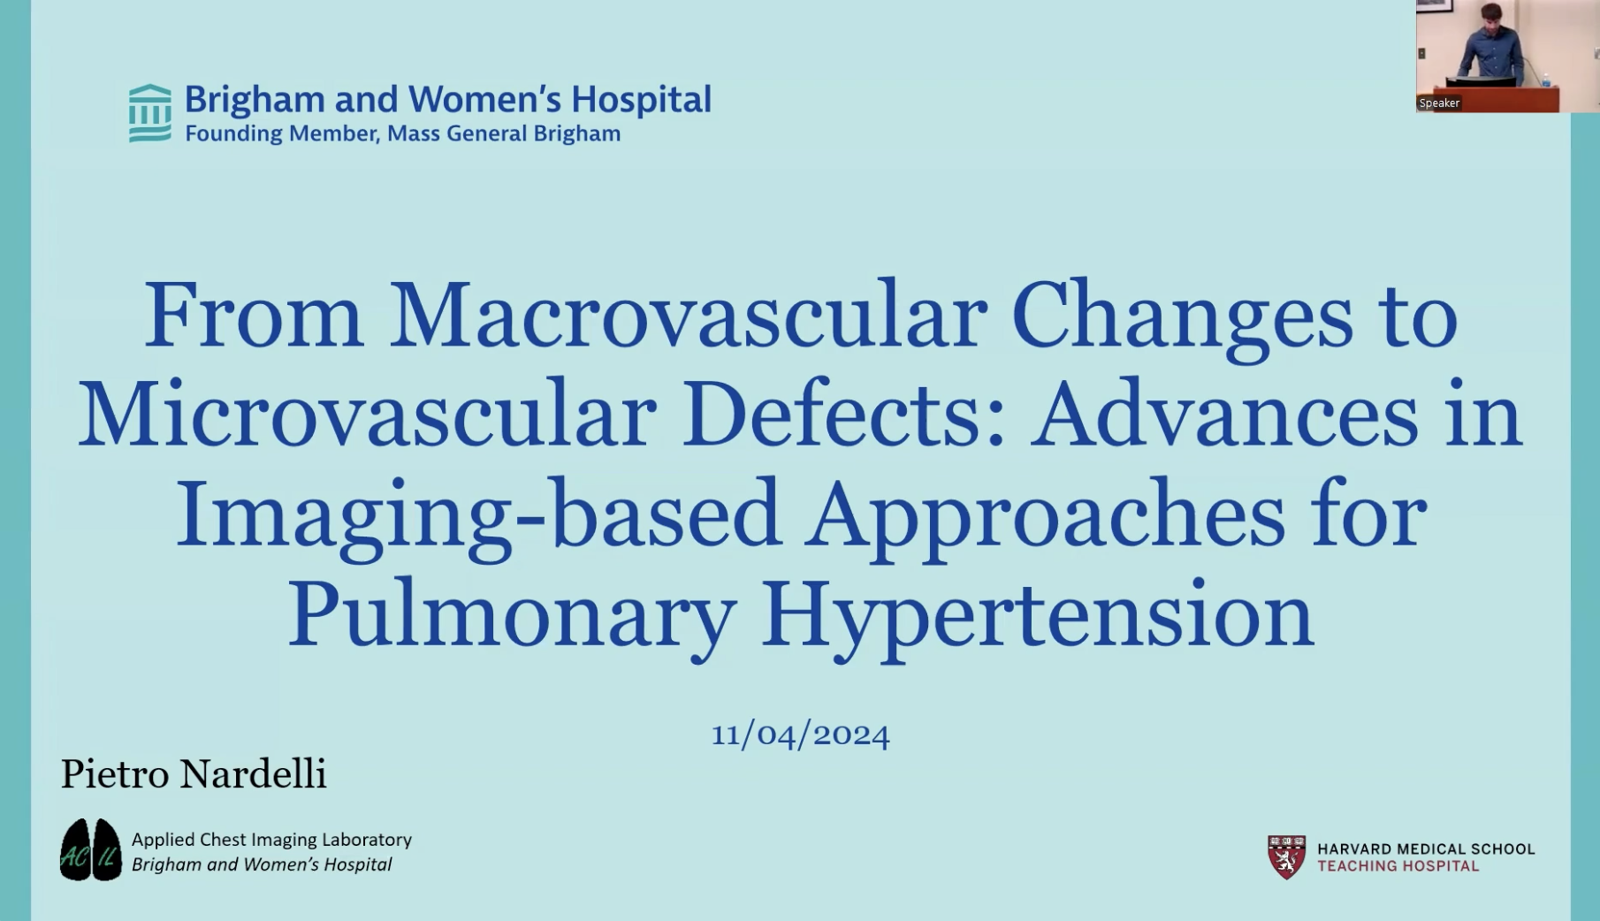 Brigham and Women's Hospital
Founding Member, Mass General Brigham
Speaker
From Macrovascular Changes to
Microvascular Defects: Advances in
Imaging-based Approaches for
Pulmonary Hypertension
11/04/2024
Pietro Nardelli
ACIL
Applied Chest Imaging Laboratory
Brigham and Women's Hospital
HARVARD MEDICAL SCHOOL
TEACHING HOSPITAL